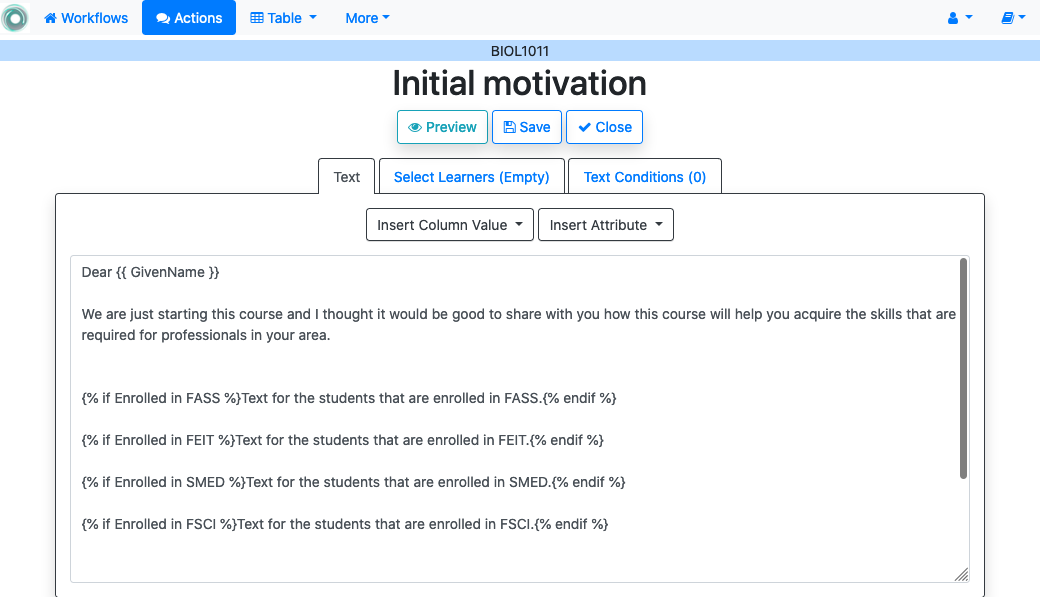 Workflows Actions Table More
BIOL1011
Initial motivation
Preview Save Close
Text Select Learners (Empty) Text Conditions (0)
Insert Column Value Insert Attribute
Dear {{ GivenName }}
We are just starting this course and I thought it would be good to share with you how this course will help you acquire the skills that are
required for professionals in your area.
{% if Enrolled in FASS %}Text for the students that are enrolled in FASS.{% endif %}
{% if Enrolled in FEIT %}Text for the students that are enrolled in FEIT.{% endif %}
{% if Enrolled in SMED %}Text for the students that are enrolled in SMED.{% endif %}
{% if Enrolled in FSCI %}Text for the students that are enrolled in FSCI.{% endif %}